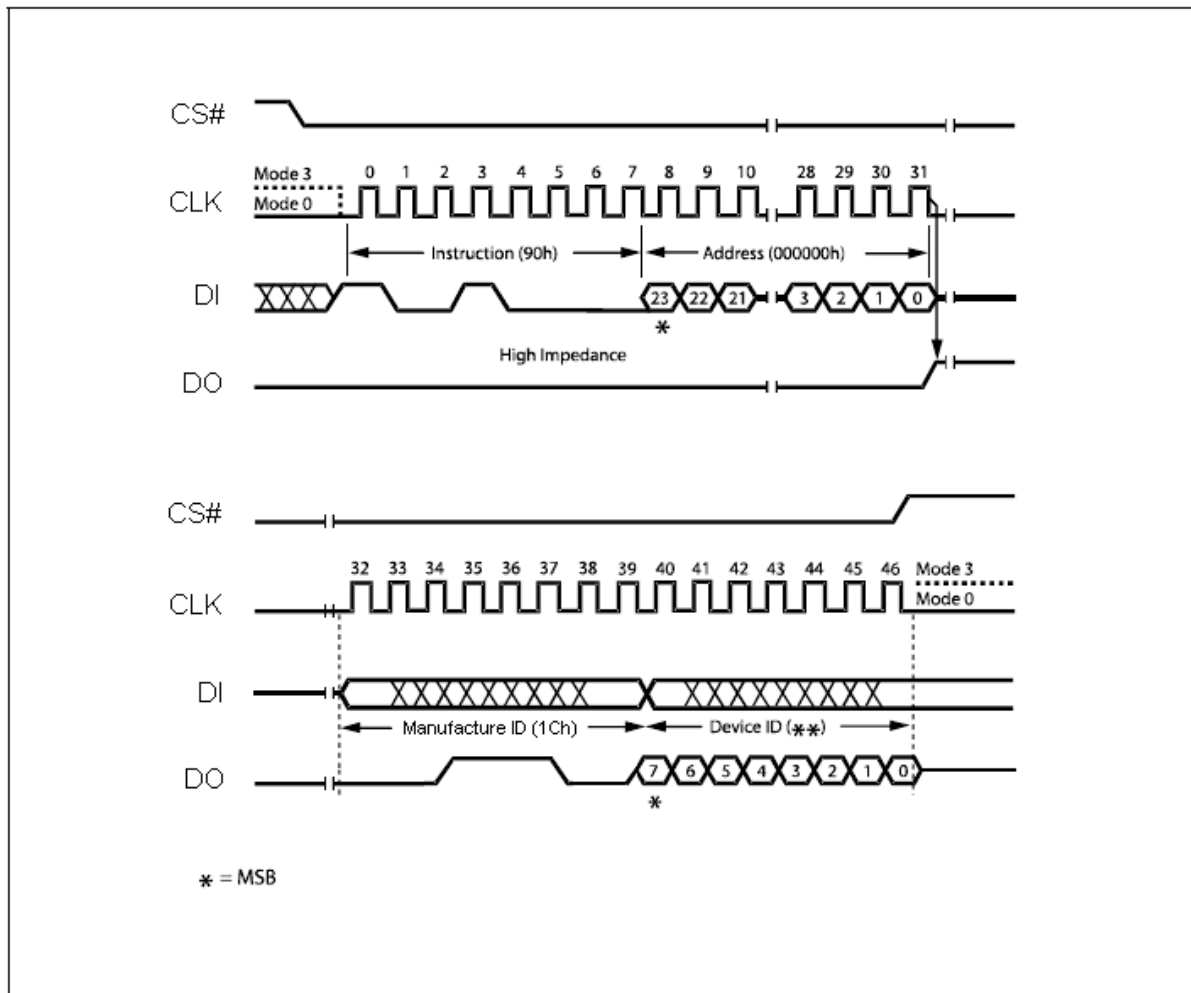 CS#
Mode 3
0 1 2 3 4 5 6 7 8 9 10 28 29 30 31
CLK
Mode 0
Instruction (90h) Address (000000h)
DI
23 22 21 3 2 1 0
*
High Impedance
DO
CS#
32 33 34 35 36 37 38 39 40 41 42 43 44 45 46
Mode 3
CLK
Mode 0
DI
Manufacture ID (1Ch) Device ID (**)
DO
7 6 5 4 3 2 1 0
*
* = MSB